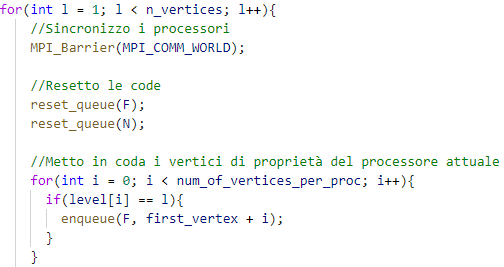 for(int l = 1; l < n_vertices; l++){
//Sincronizzo i processori
MPI_Barrier(MPI_COMM_WORLD);
//Resetto le code
reset_queue(F);
reset_queue(N);
//Metto in coda i vertici di proprietà del processore attuale
for(int i = 0; i < num_of_vertices_per_proc; i++){
if(level[i] == l){
enqueue(F, first_vertex + i);
}
}